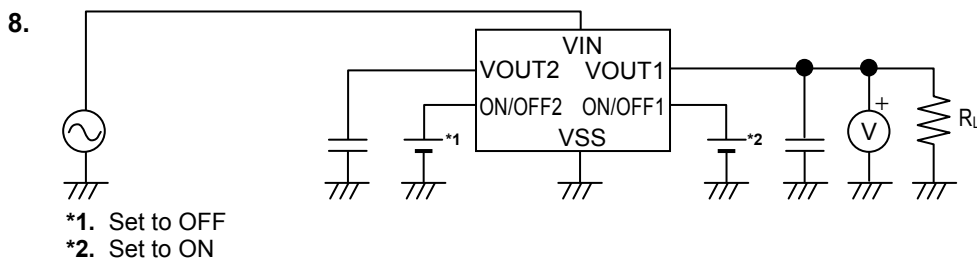 8.
VIN
VOUT2 VOUT1
ON/OFF2 ON/OFF1
*1 *2
VSS
+
V
RL
*1. Set to OFF
*2. Set to ON